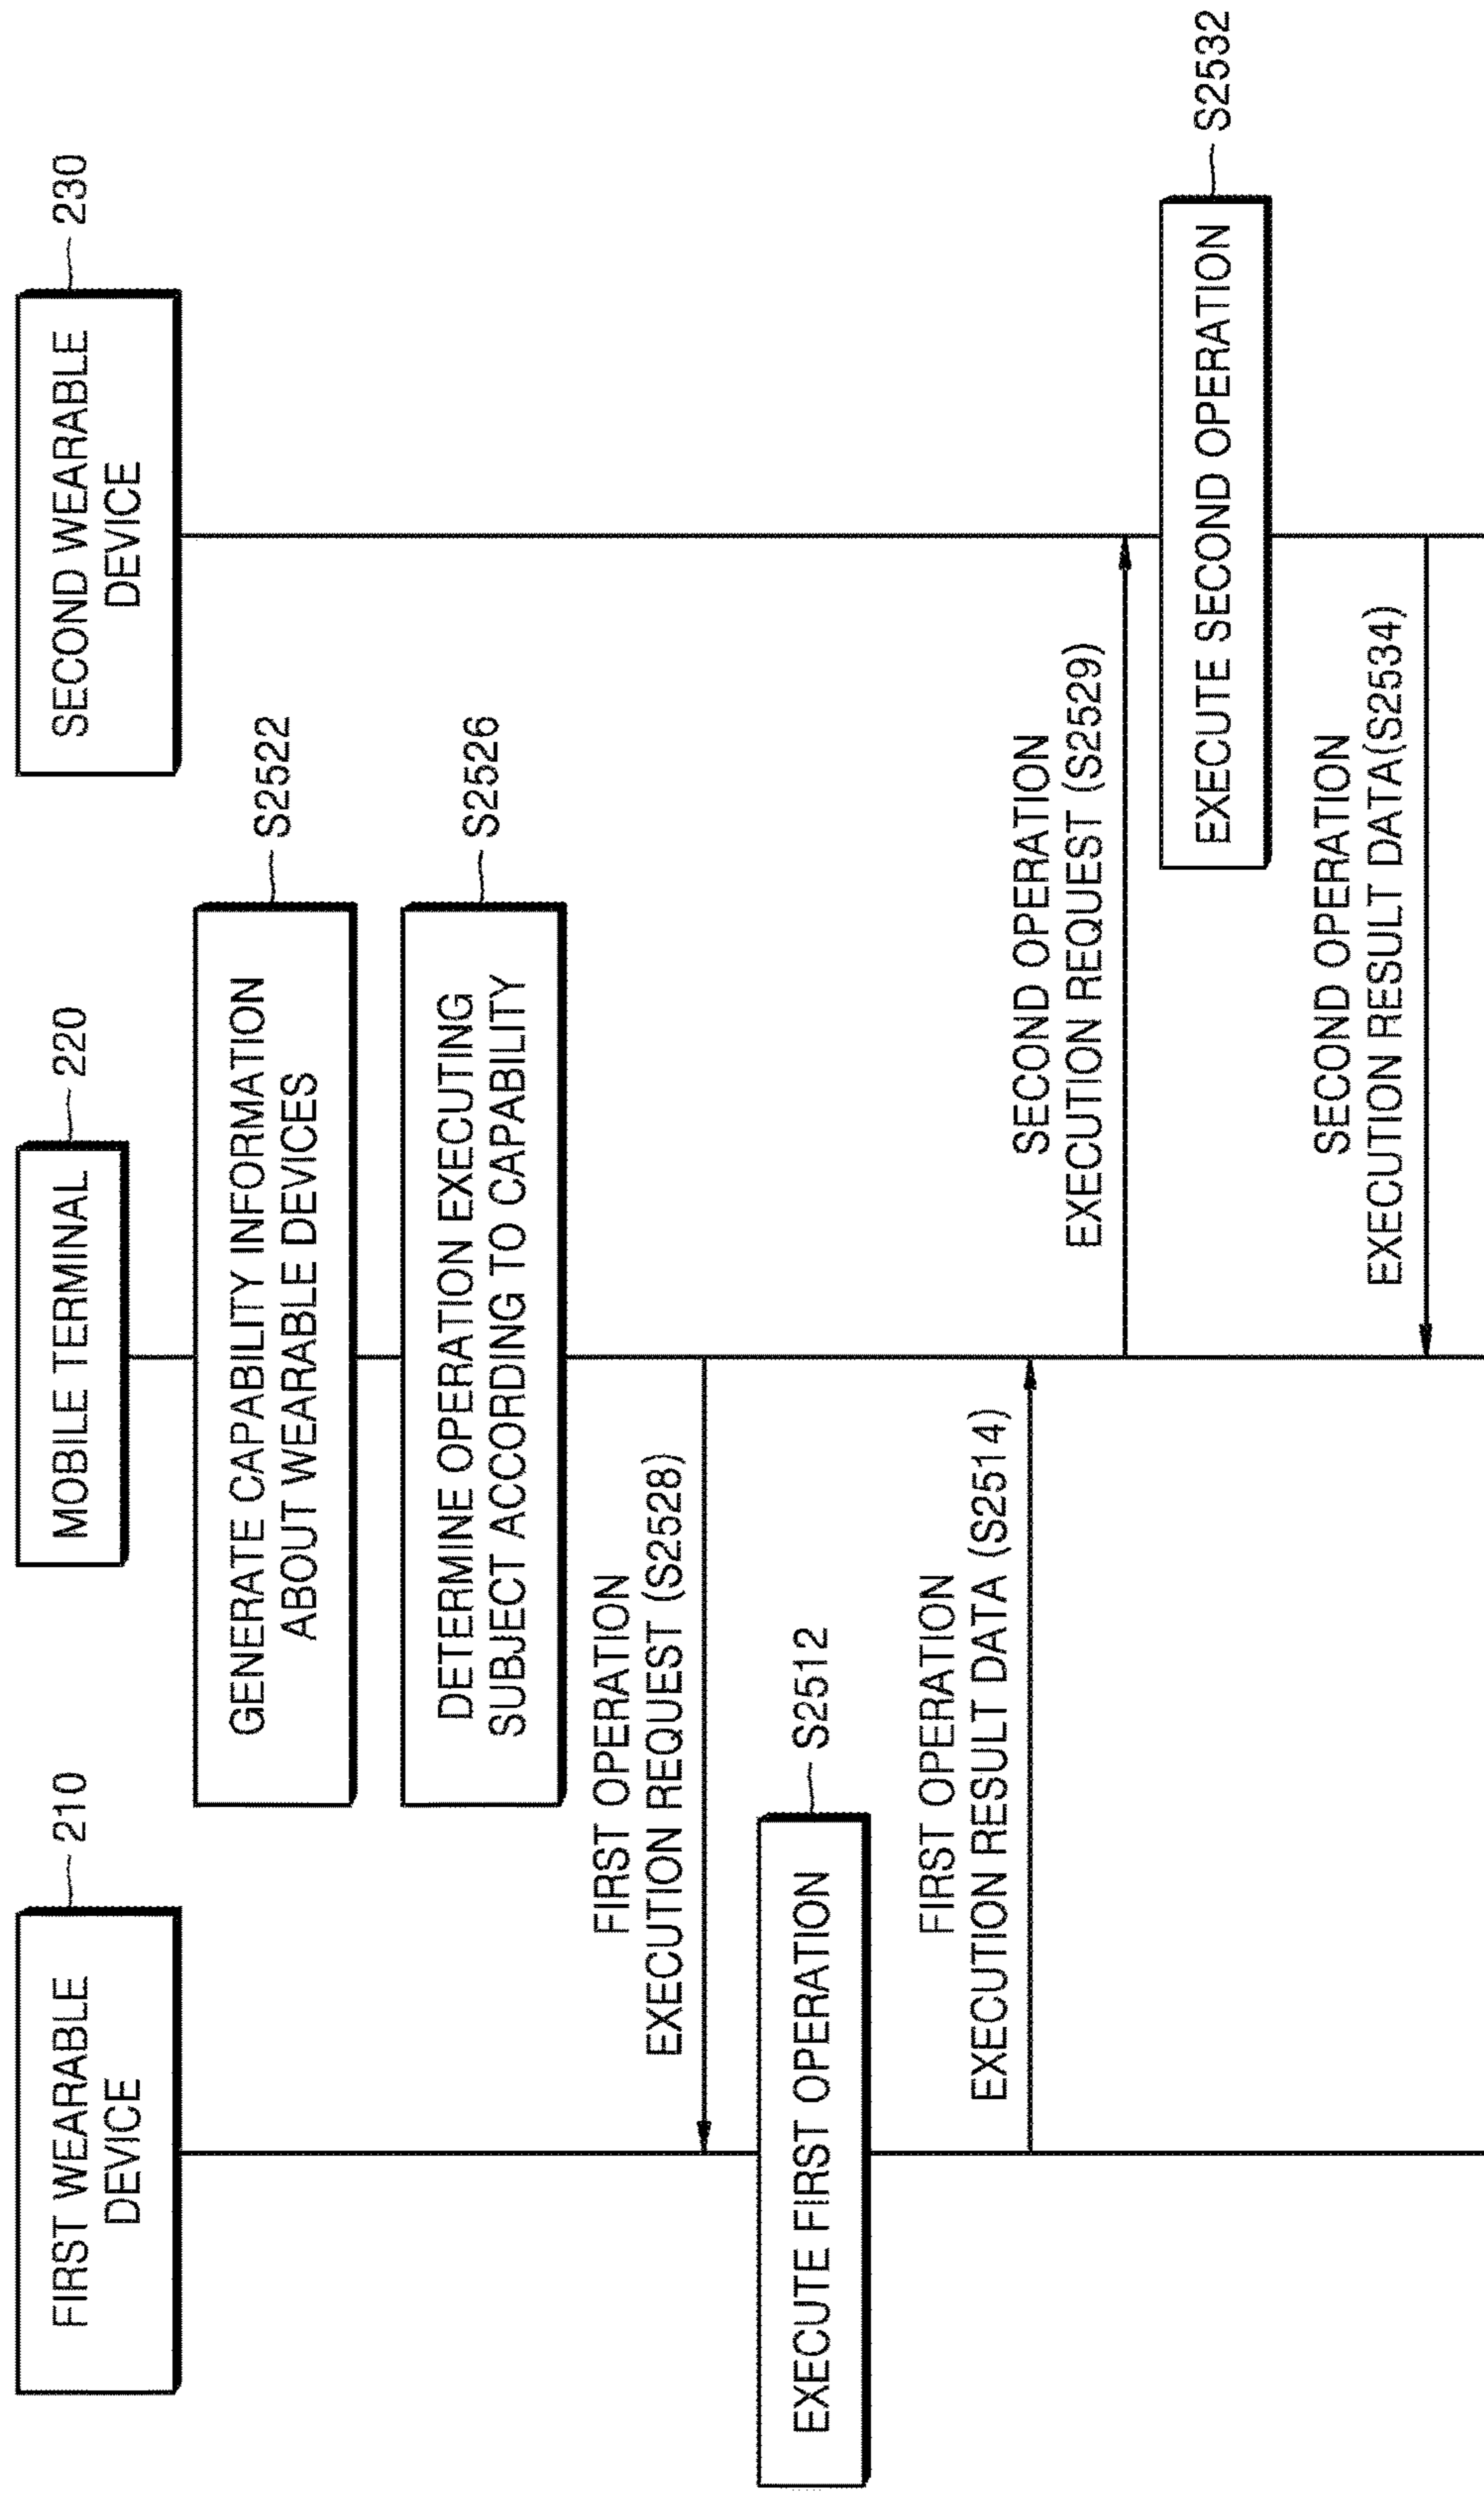 FIRST WEARABLE
DEVICE
210
MOBILE TERMINAL
220
SECOND WEARABLE
DEVICE
230
GENERATE CAPABILITY INFORMATION
ABOUT WEARABLE DEVICES
S2522
DETERMINE OPERATION EXECUTING
SUBJECT ACCORDING TO CAPABILITY
S2526
FIRST OPERATION
EXECUTION REQUEST (S2528)
EXECUTE FIRST OPERATION
S2512
FIRST OPERATION
EXECUTION RESULT DATA (S2514)
SECOND OPERATION
EXECUTION REQUEST (S2529)
EXECUTE SECOND OPERATION
S2532
SECOND OPERATION
EXECUTION RESULT DATA(S2534)